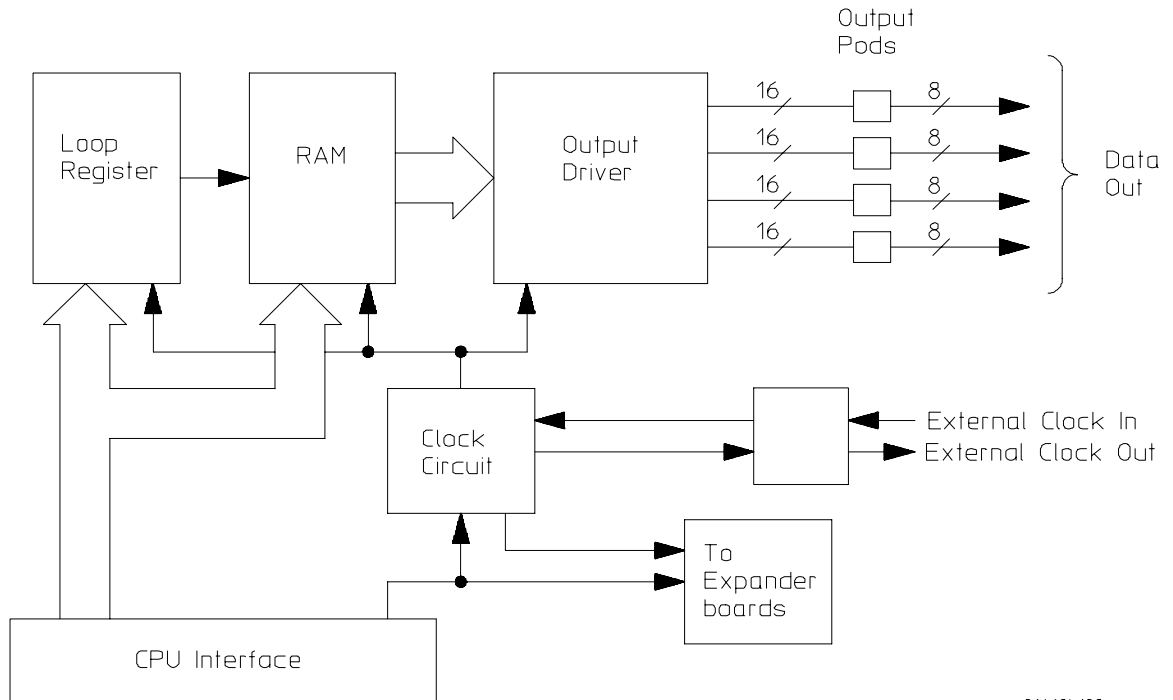 Output
Pods
Loop
Register
RAM
Output
Driver
16
8
16
8
16
8
16
8
Data
Out
Clock
Circuit
External Clock In
External Clock Out
To
Expander
boards
CPU Interface